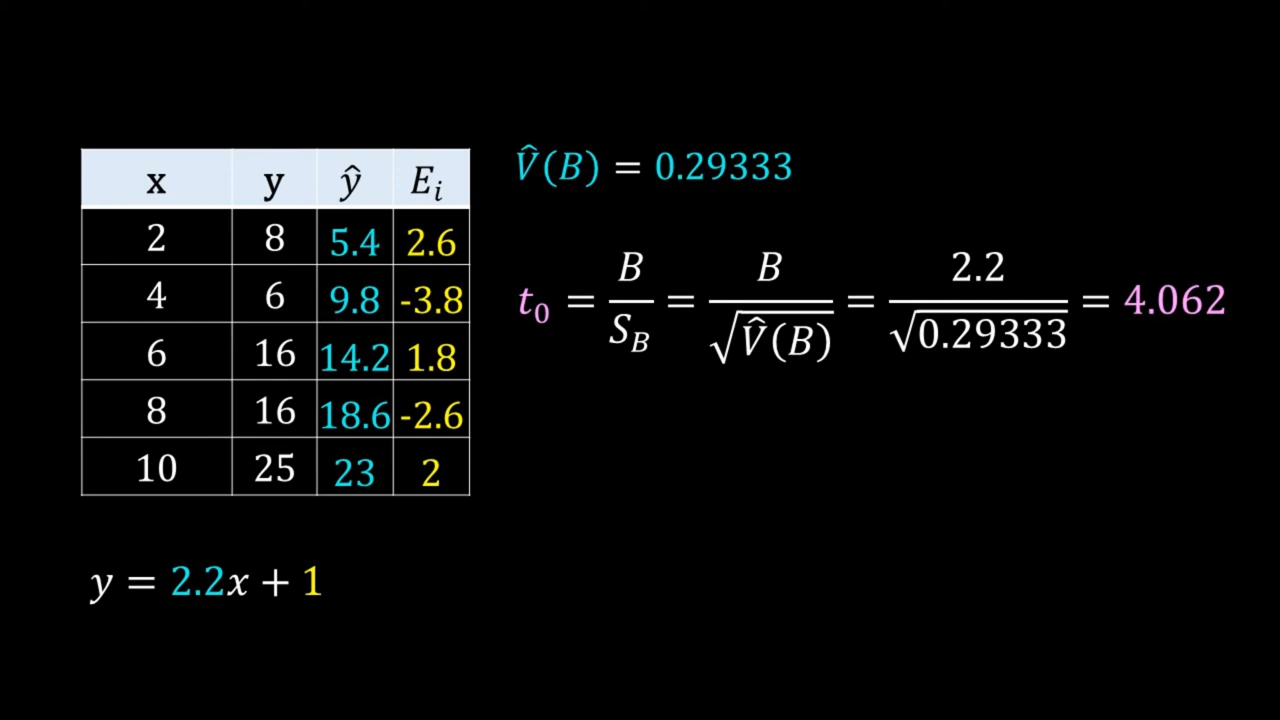 x y ŷ Eᵢ
2 8 5.4 2.6
4 6 9.8 -3.8
6 16 14.2 1.8
8 16 18.6 -2.6
10 25 23 2
y = 2.2x + 1
V̂(B) = 0.29333
t₀ = B/S_B = B/√V̂(B) = 2.2/√0.29333 = 4.062